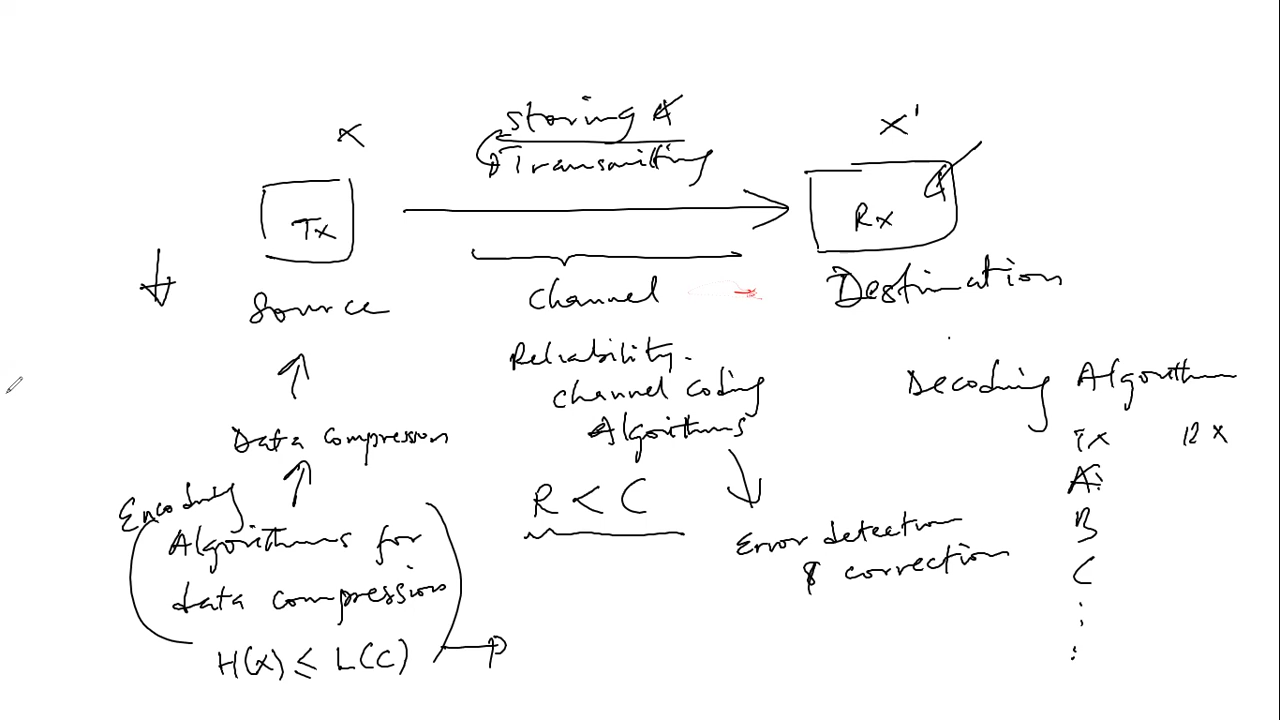 x
storing &
Transmitting
x'
Tx
Rx
Source
channel
Destination
Reliability.
channel coding
Algorithms
R < C
Error detection
& correction
Data compression
Encoding
Algorithms for
data compression
H(x) ≤ L(C)
Decoding Algorithm
Tx Rx
A
B
C
:
: